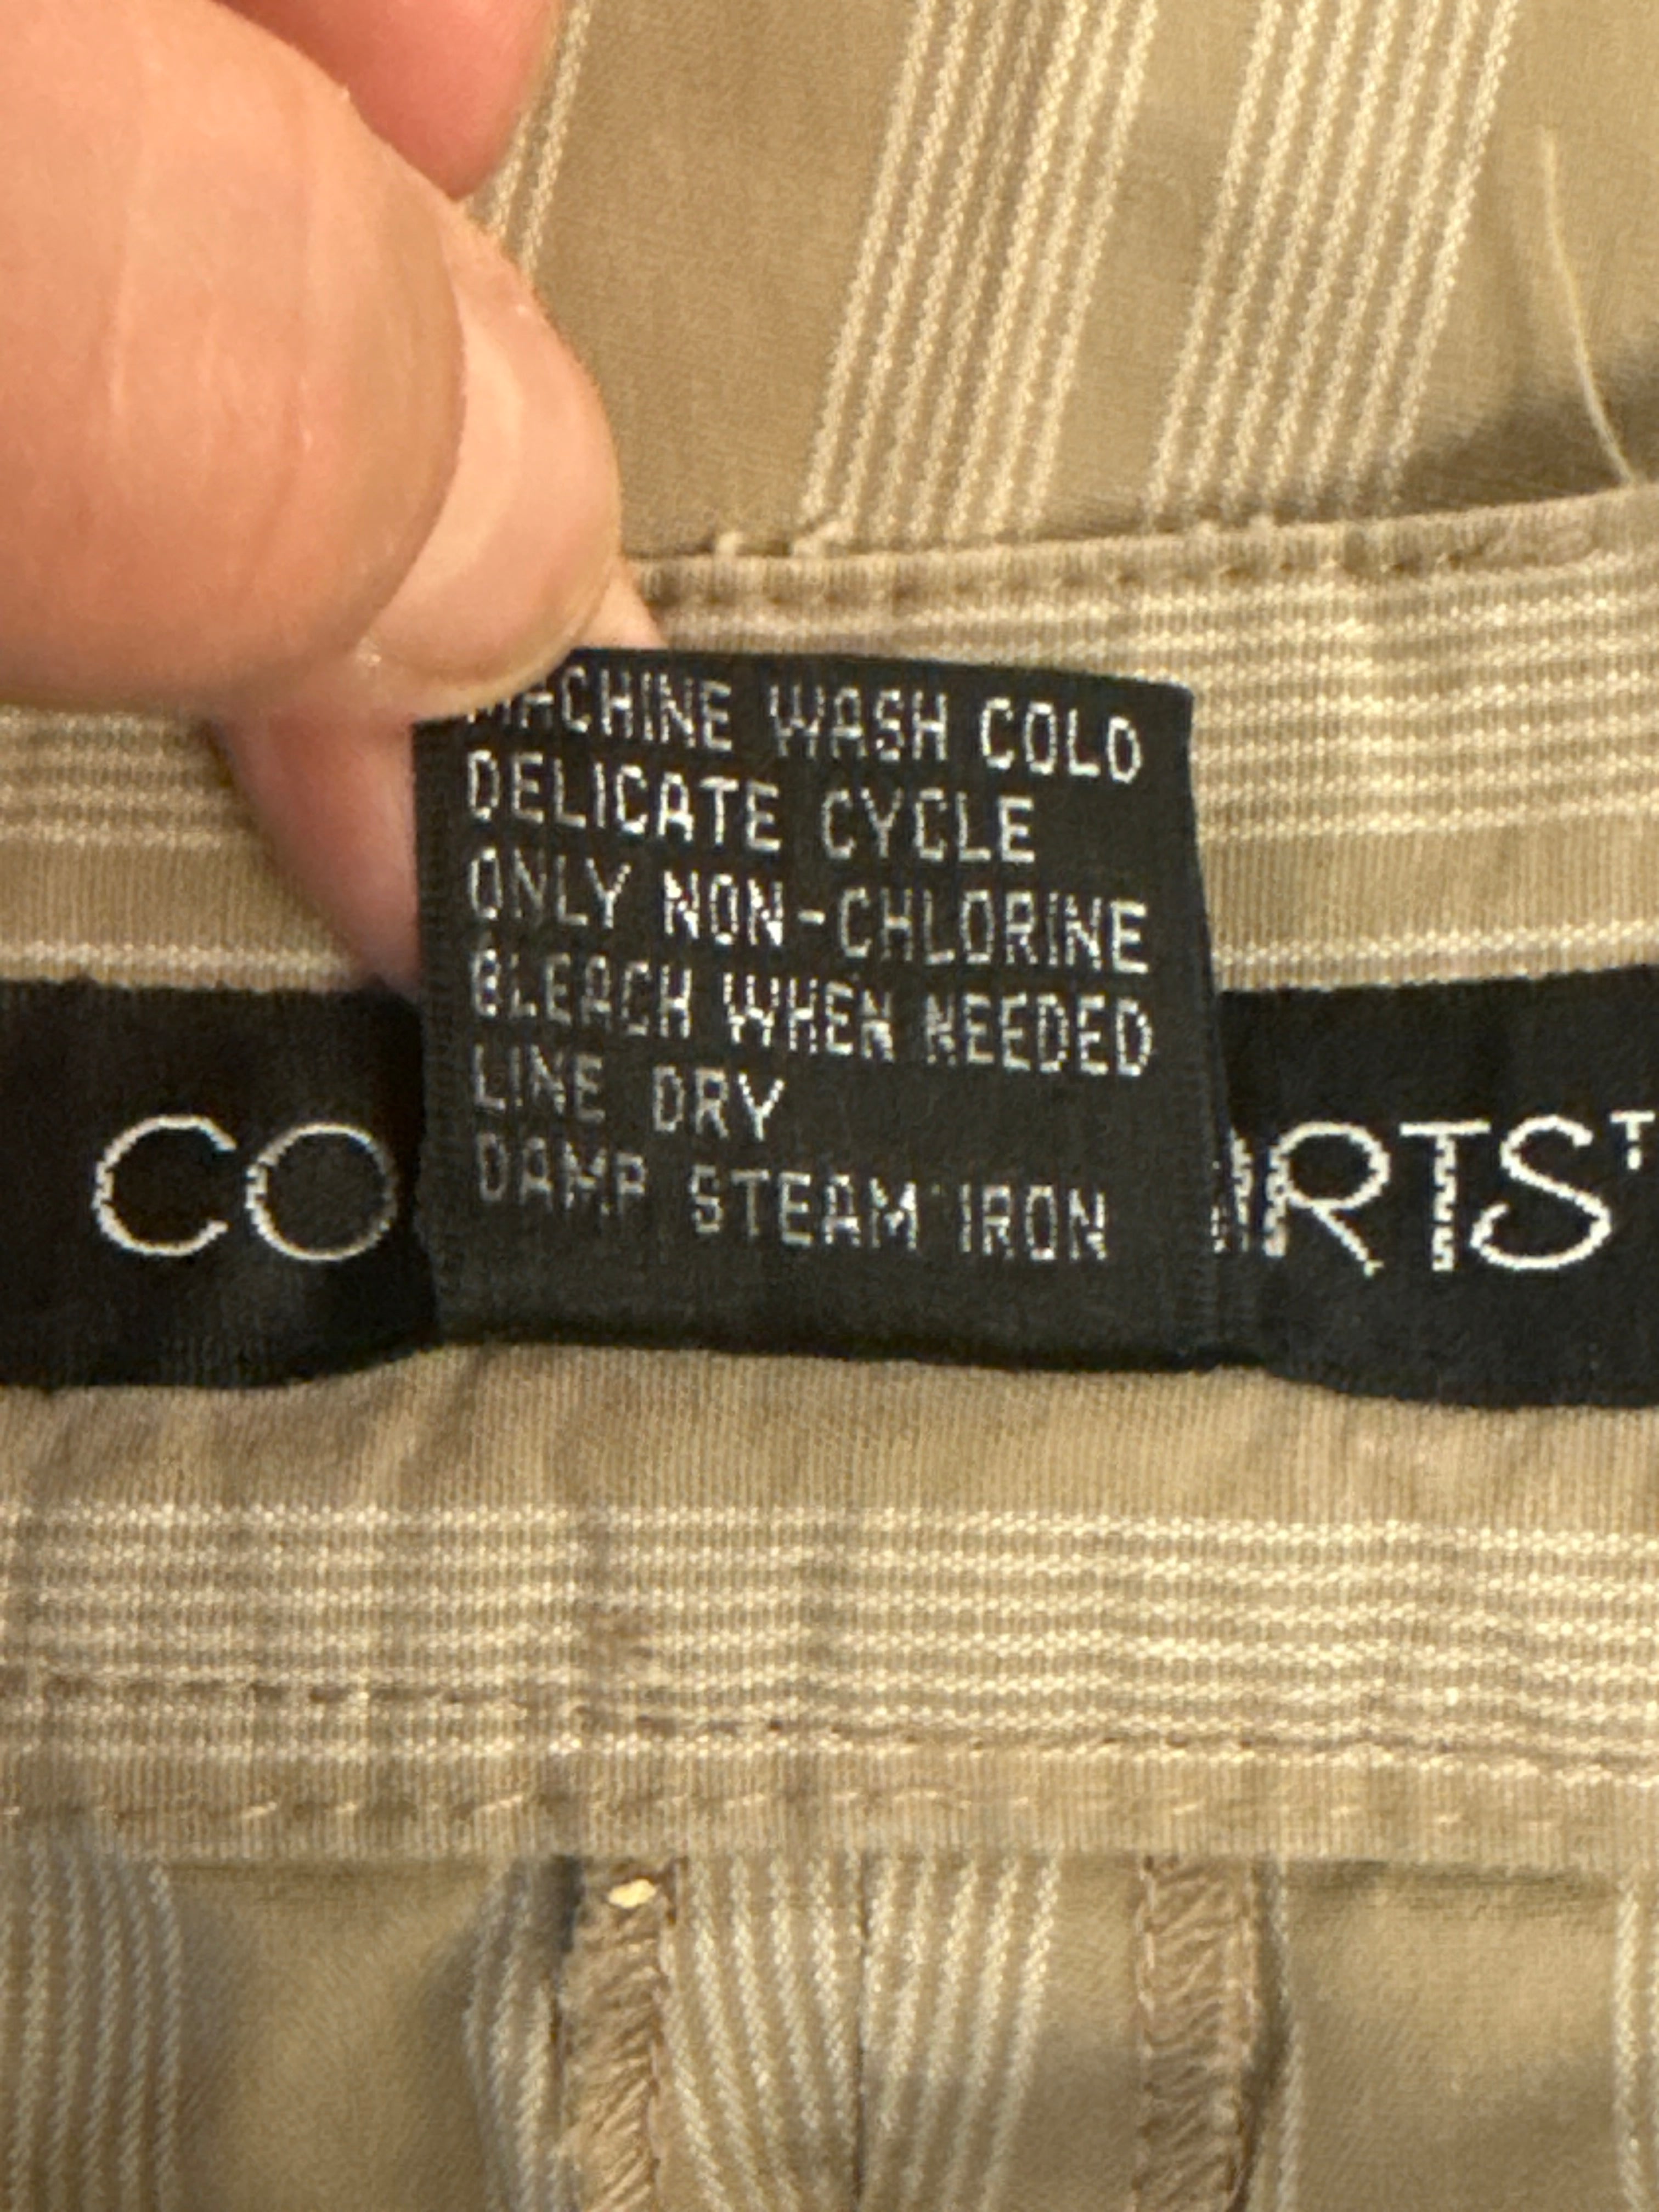 MACHINE WASH COLD
DELICATE CYCLE
ONLY NON-CHLORINE
BLEACH WHEN NEEDED
LINE DRY
DAMP STEAM IRON